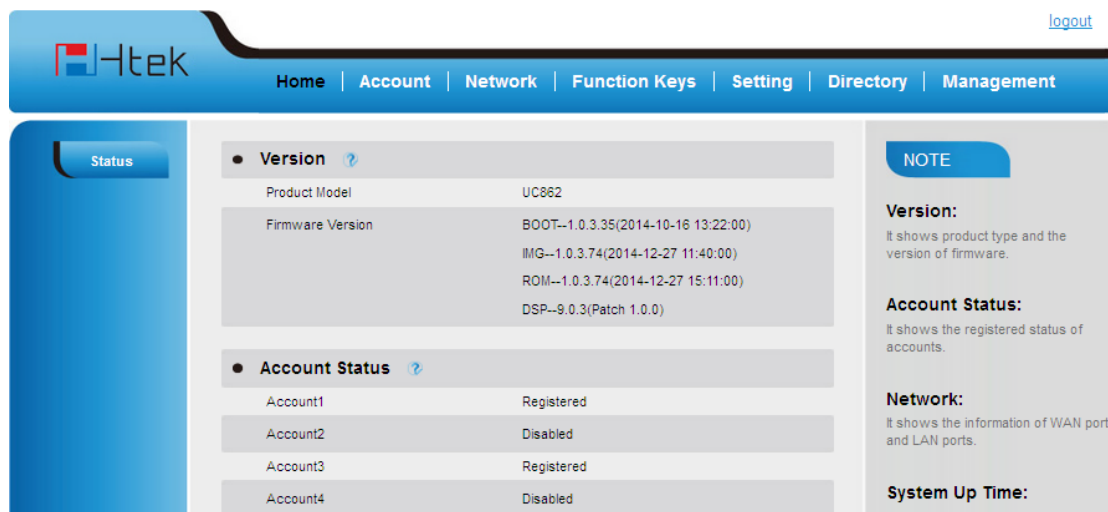 logout
Htek
Home Account Network Function Keys Setting Directory Management
Status
Version
Product Model UC862
Firmware Version BOOT--1.0.3.35(2014-10-16 13:22:00)
IMG--1.0.3.74(2014-12-27 11:40:00)
ROM--1.0.3.74(2014-12-27 15:11:00)
DSP--9.0.3(Patch 1.0.0)
Account Status
Account1 Registered
Account2 Disabled
Account3 Registered
Account4 Disabled
NOTE
Version:
It shows product type and the
version of firmware.
Account Status:
It shows the registered status of
accounts.
Network:
It shows the information of WAN port
and LAN ports.
System Up Time: